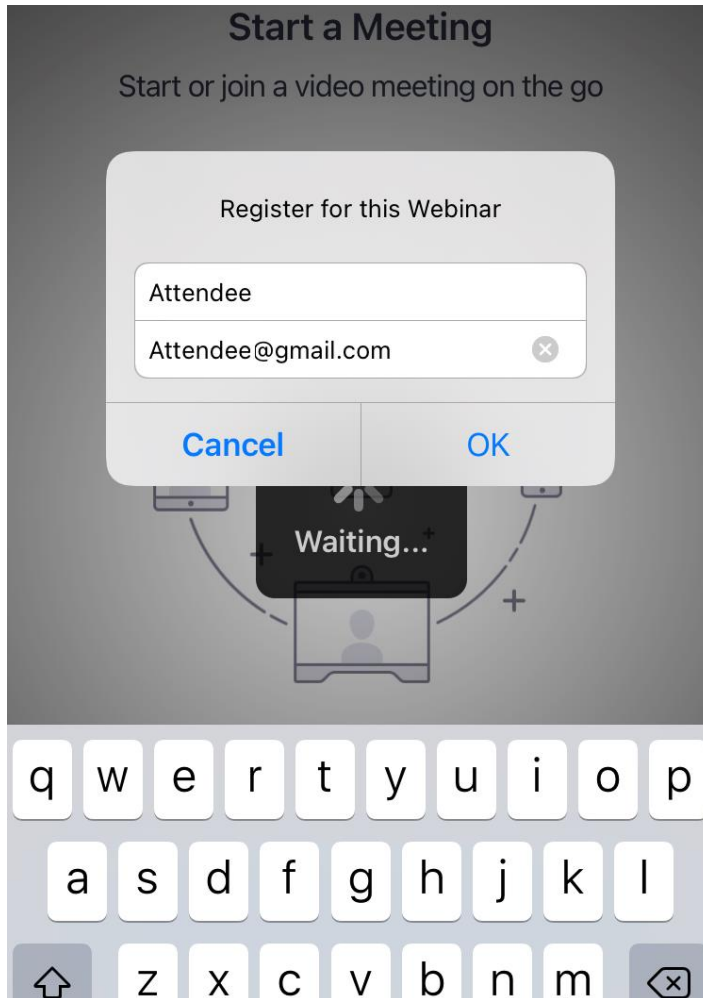 Start a Meeting
Start or join a video meeting on the go
Register for this Webinar
Attendee
Attendee@gmail.com
Cancel
OK
Waiting...
q w e r t y u i o p
a s d f g h j k l
z x c v b n m